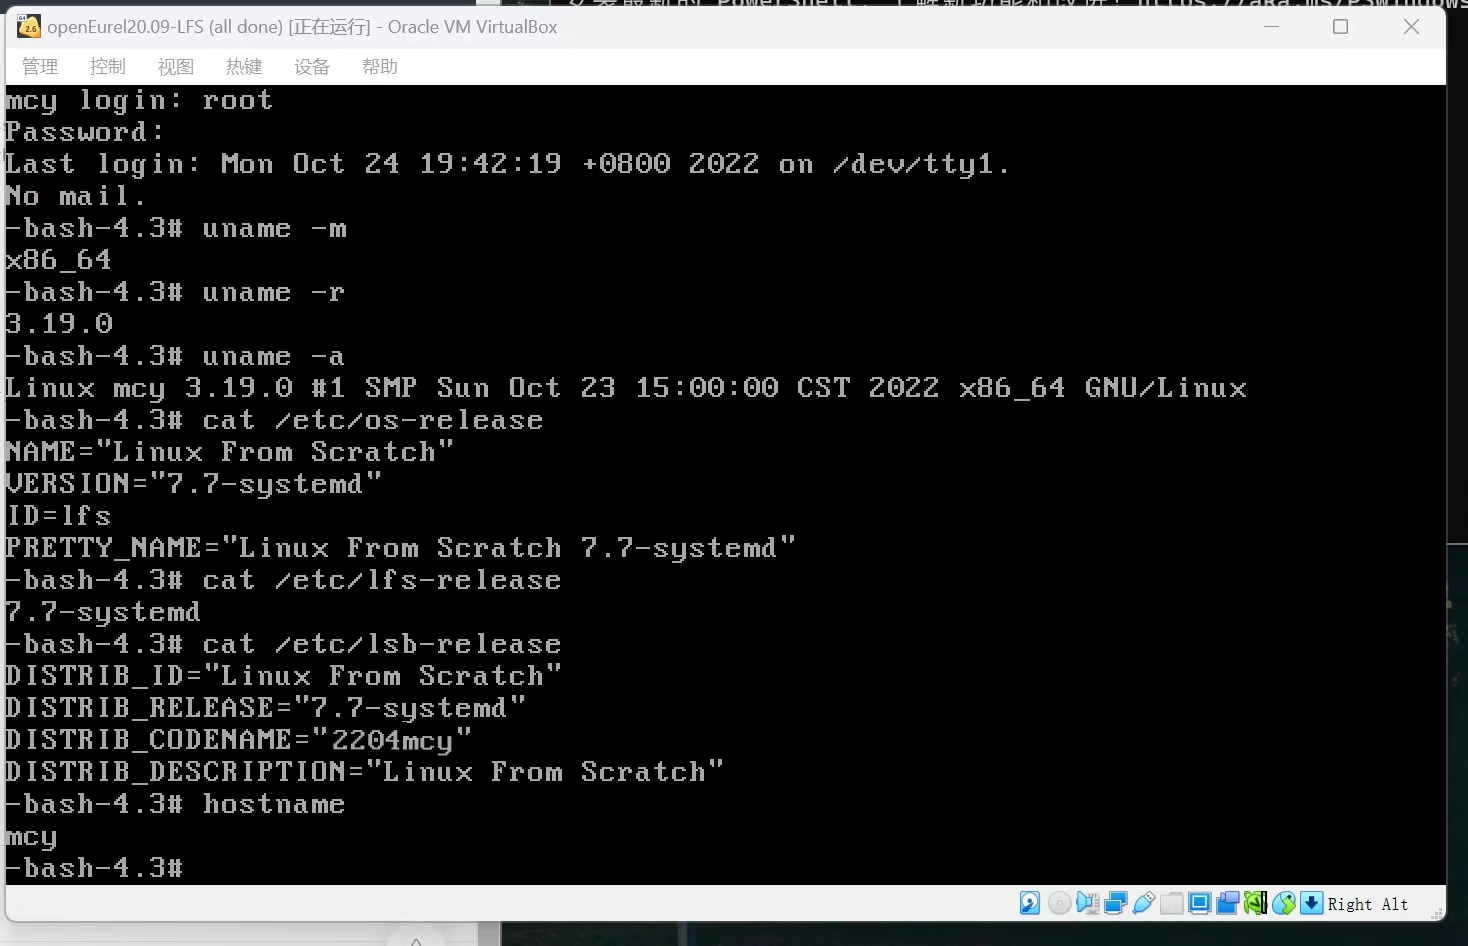 openEurel20.09-LFS (all done) [正在运行] - Oracle VM VirtualBox
管理 控制 视图 热键 设备 帮助
mcy login: root
Password:
Last login: Mon Oct 24 19:42:19 +0800 2022 on /dev/tty1.
No mail.
-bash-4.3# uname -m
x86_64
-bash-4.3# uname -r
3.19.0
-bash-4.3# uname -a
Linux mcy 3.19.0 #1 SMP Sun Oct 23 15:00:00 CST 2022 x86_64 GNU/Linux
-bash-4.3# cat /etc/os-release
NAME="Linux From Scratch"
VERSION="7.7-systemd"
ID=lfs
PRETTY_NAME="Linux From Scratch 7.7-systemd"
-bash-4.3# cat /etc/lfs-release
7.7-systemd
-bash-4.3# cat /etc/lsb-release
DISTRIB_ID="Linux From Scratch"
DISTRIB_RELEASE="7.7-systemd"
DISTRIB_CODENAME="2204mcy"
DISTRIB_DESCRIPTION="Linux From Scratch"
-bash-4.3# hostname
mcy
-bash-4.3#
Right Alt